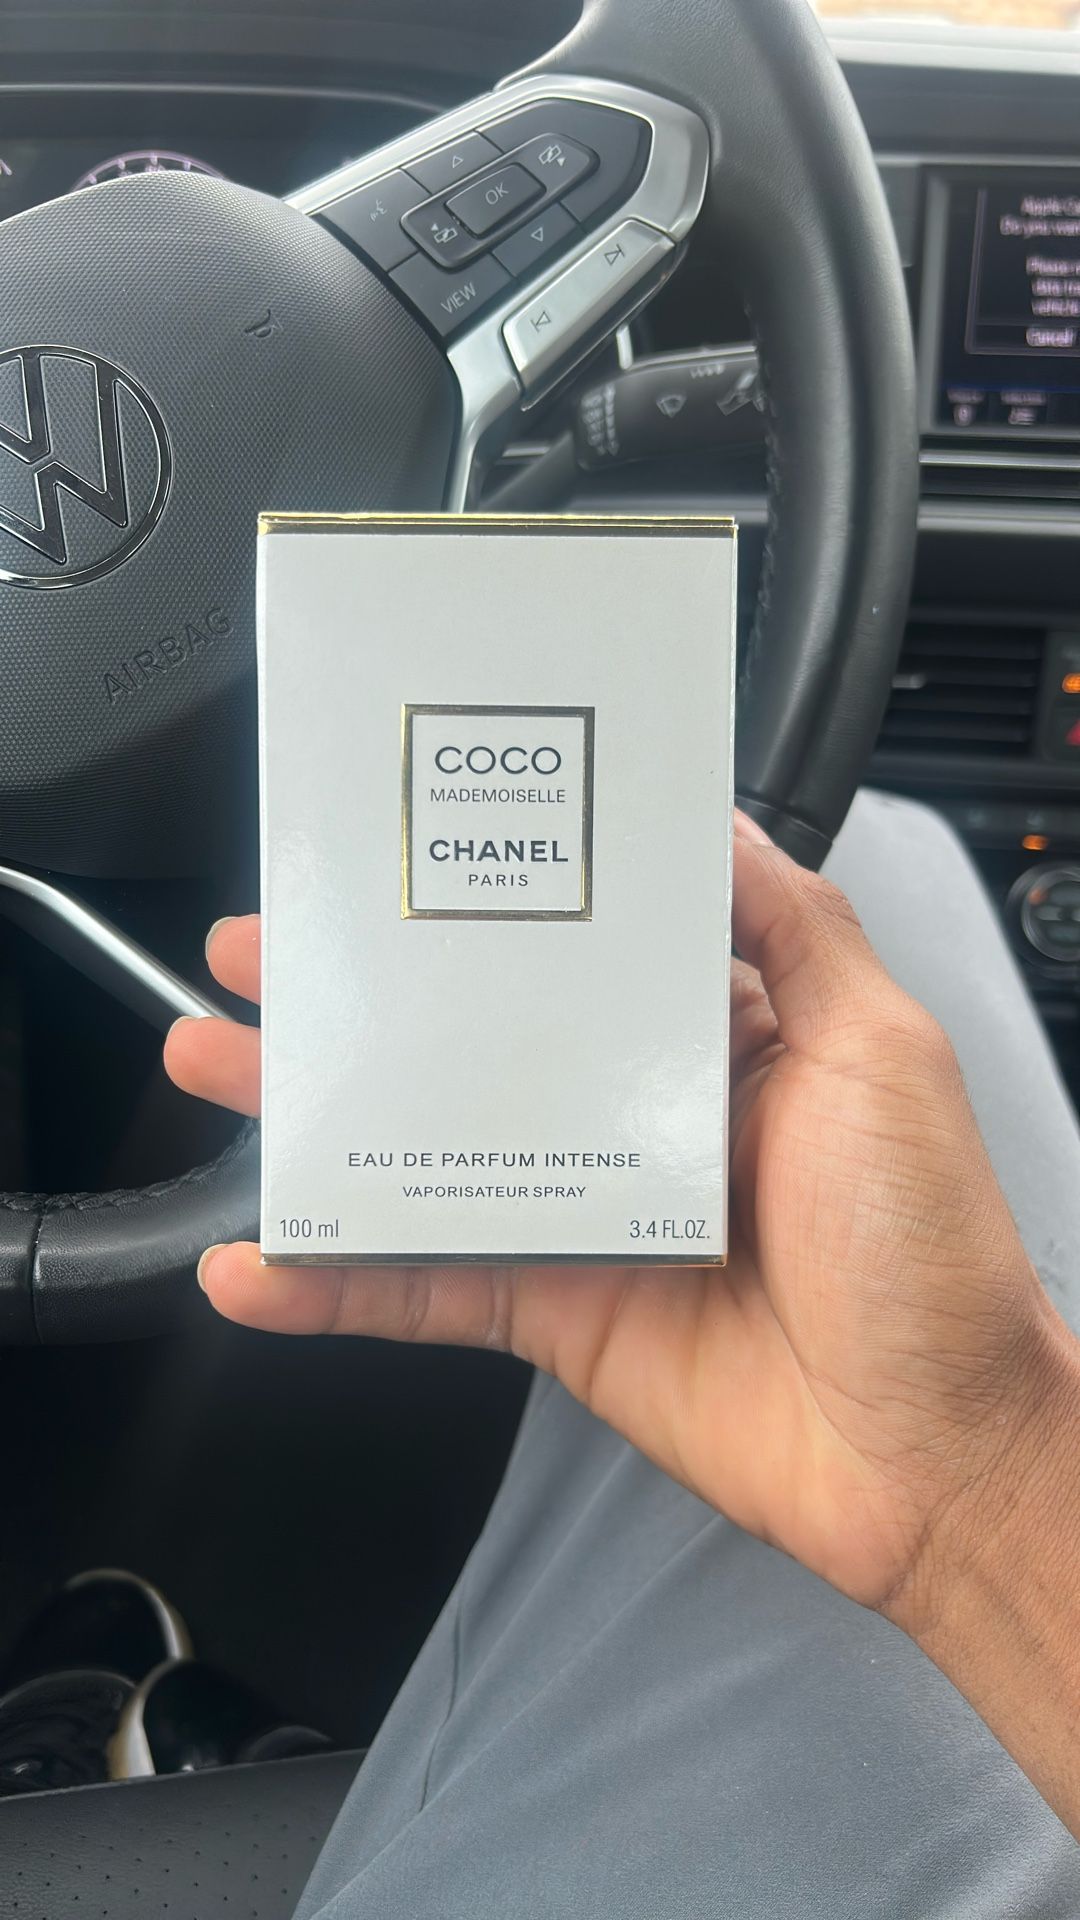 OK
VIEW
AIRBAG
COCO
MADEMOISELLE
CHANEL
PARIS
EAU DE PARFUM INTENSE
VAPORISATEUR SPRAY
100 ml
3.4 FL.OZ.